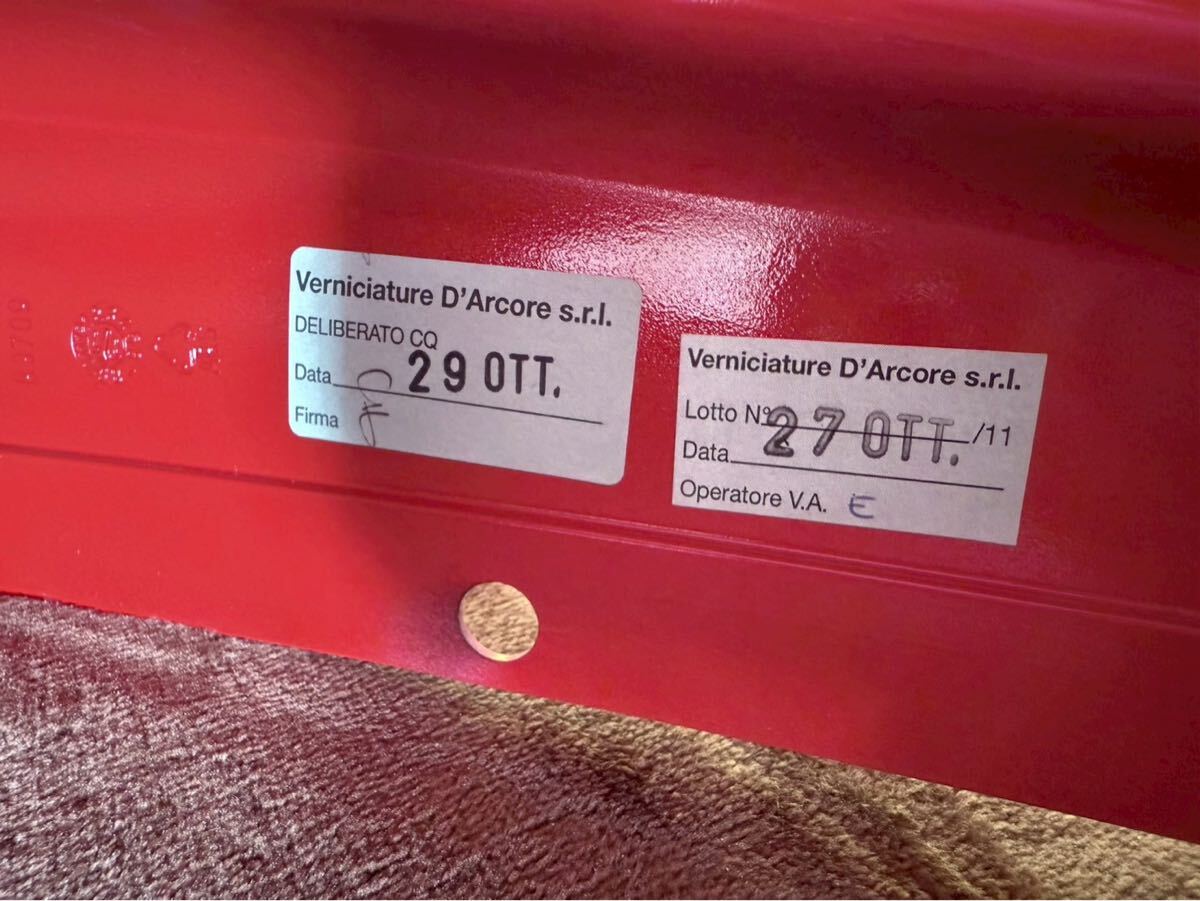 Verniciature D'Arcore s.r.l.
DELIBERATO CQ
Data 29 OTT.
Firma
Verniciature D'Arcore s.r.l.
Lotto N° 27 OTT. /11
Data
Operatore V.A. E